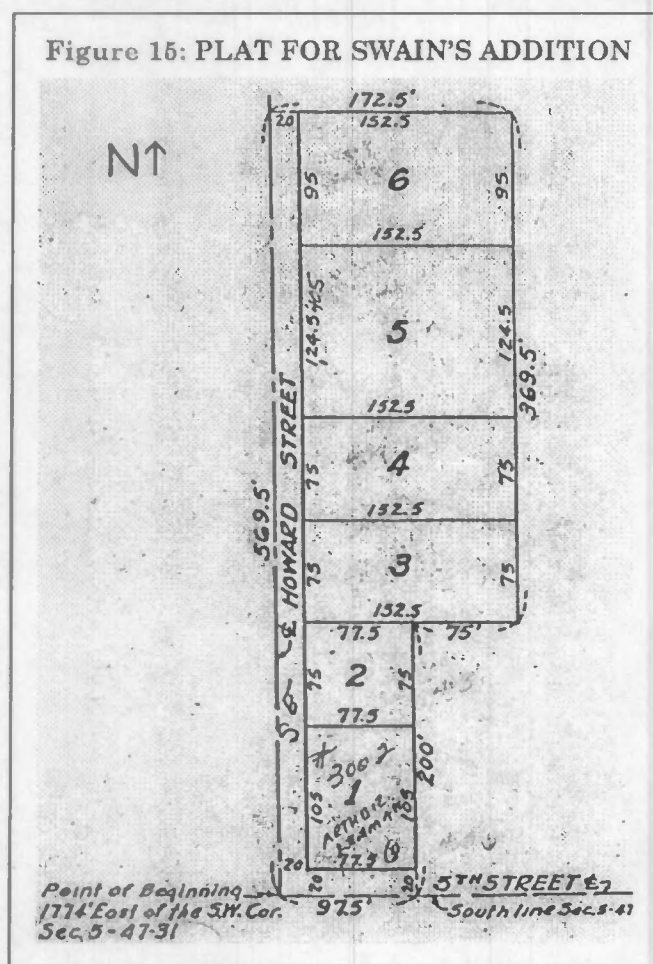 Figure 15: PLAT FOR SWAIN'S ADDITION
172.5'
20 152.5
N↑
95 6 95
152.5
124.5 5 124.5
369.5'
152.5
75 4 75
152.5
569.5'
℄ HOWARD STREET
75 3 75
152.5
77.5 75'
75 2 75
77.5
200'
# 3002
105 1 105
77.5
20
20 20
97.5'
5TH STREET ℄
South line Sec. 5-47
Point of Beginning
1774' East of the S.W. Cor.
Sec. 5-47-31